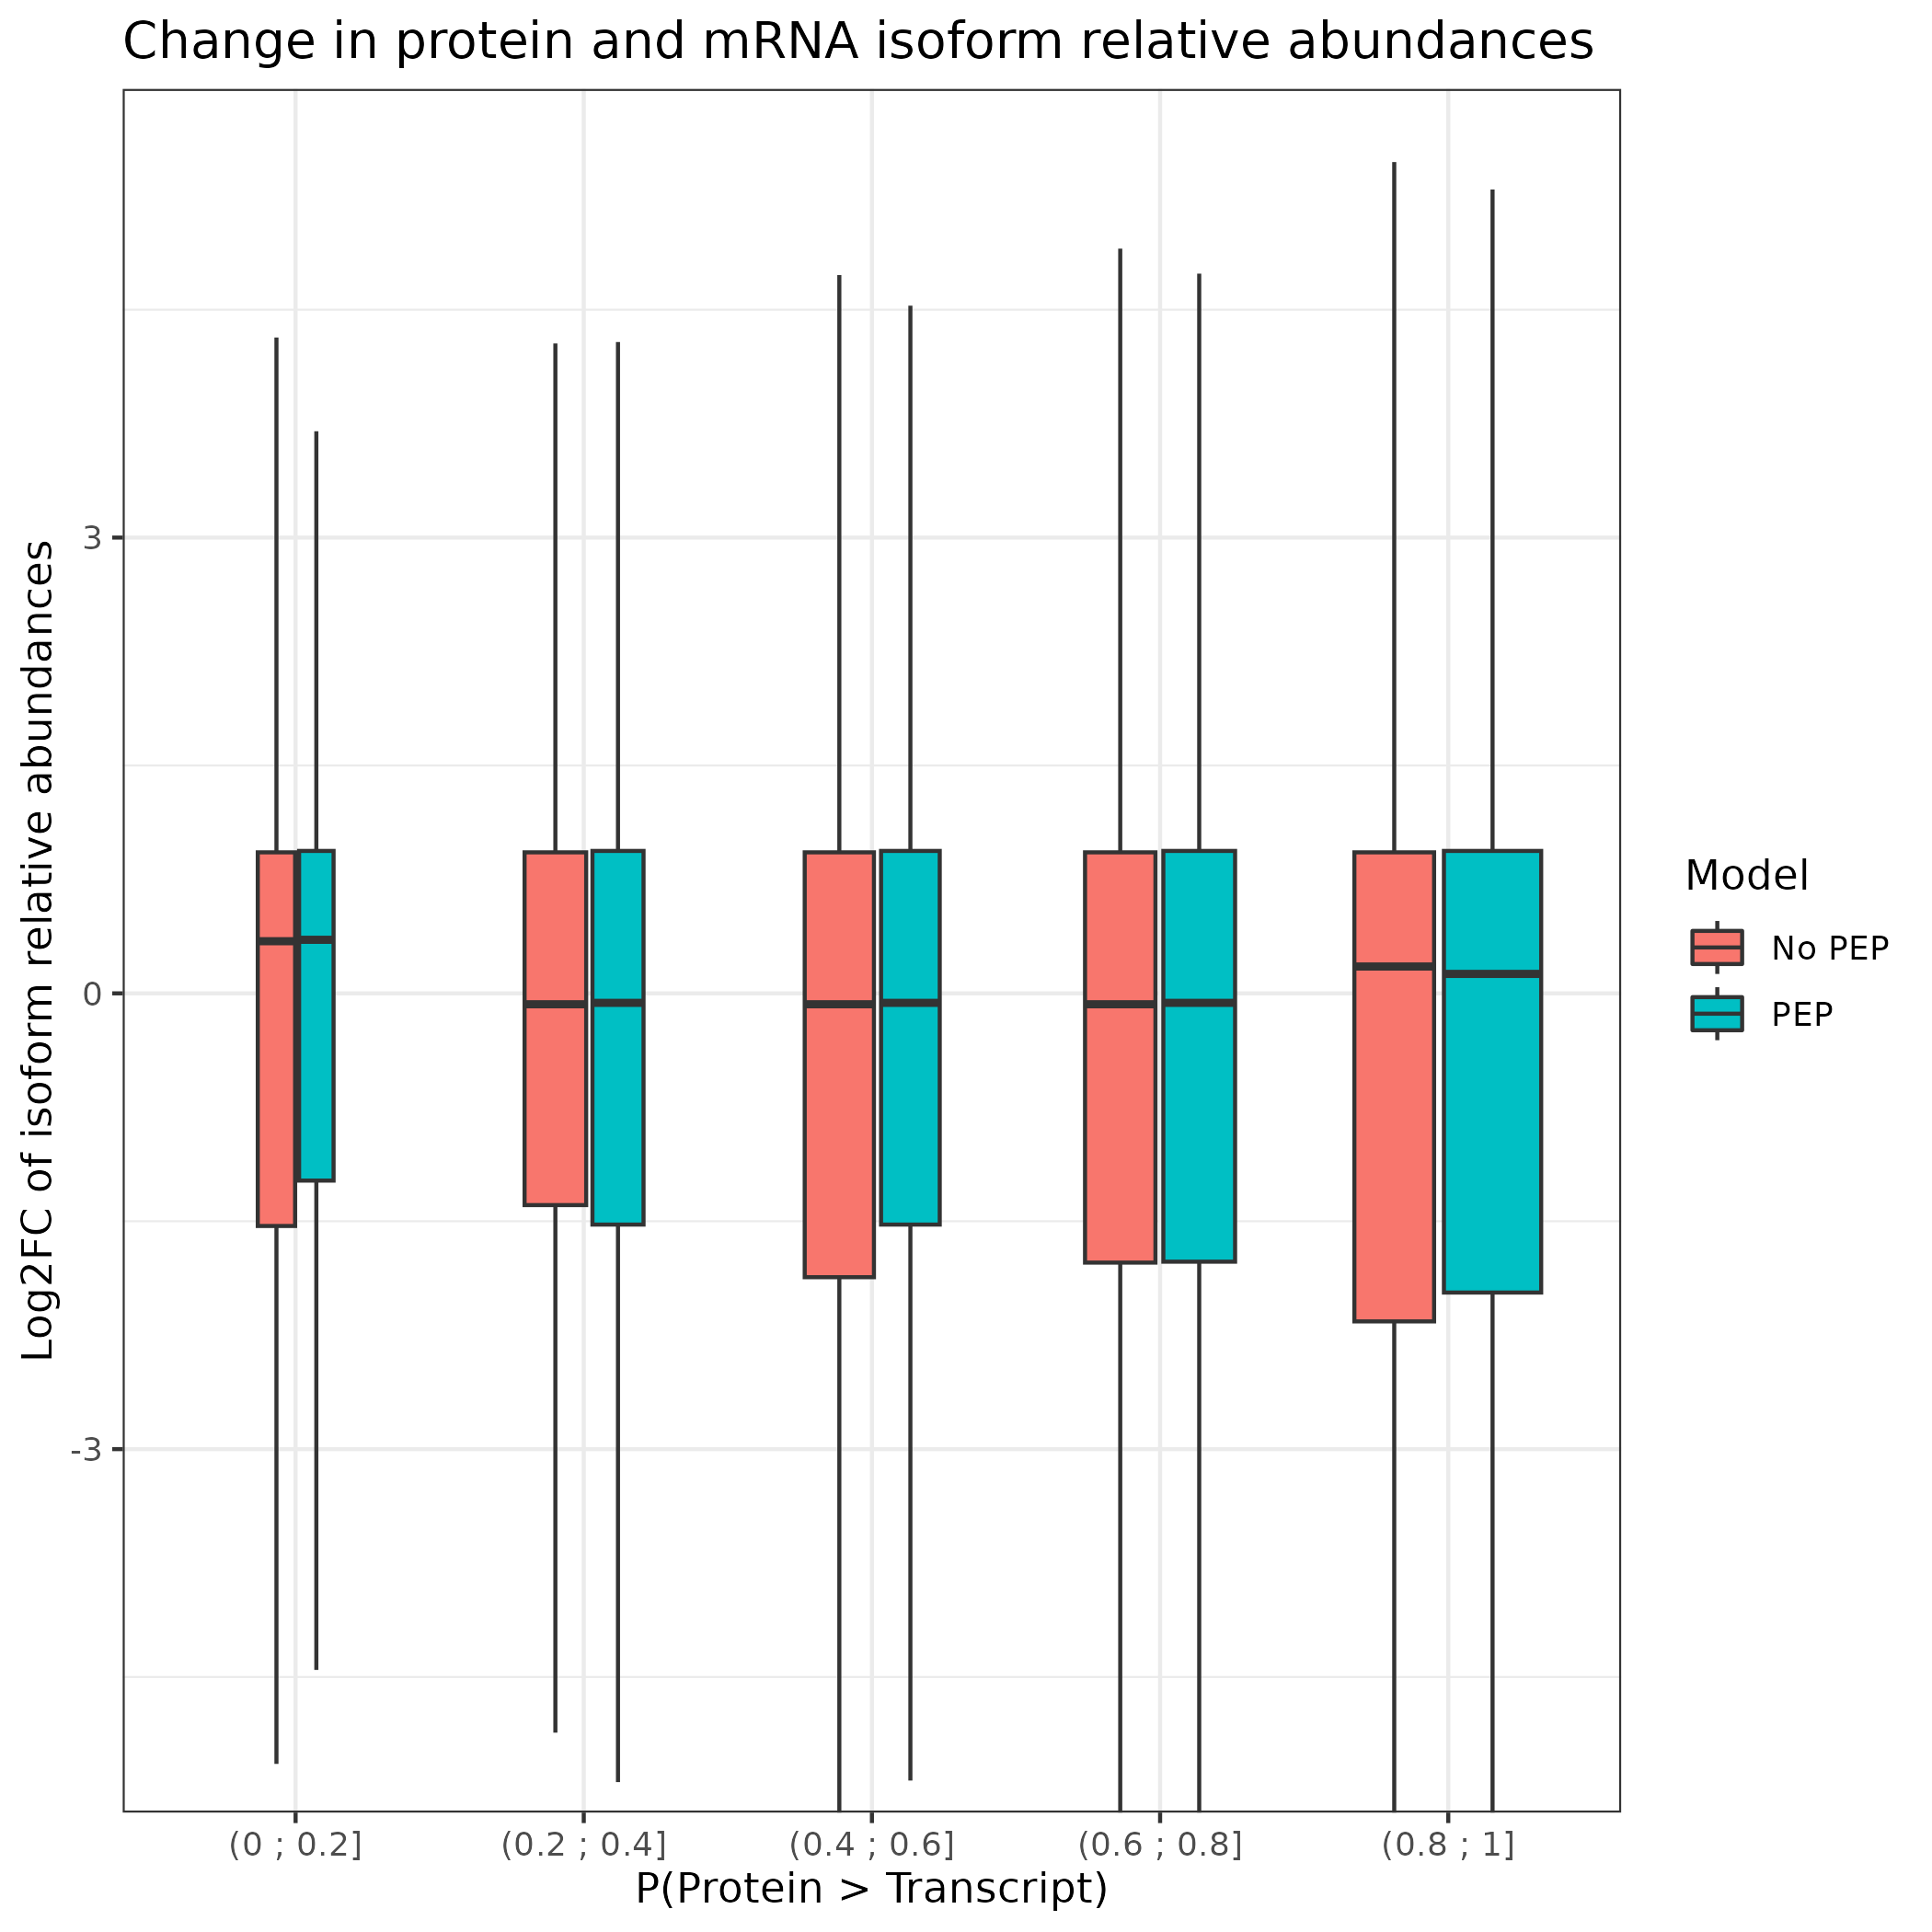 Change in protein and mRNA isoform relative abundances
Log2FC of isoform relative abundances
3
0
-3
(0 ; 0.2]
(0.2 ; 0.4]
(0.4 ; 0.6]
(0.6 ; 0.8]
(0.8 ; 1]
P(Protein > Transcript)
Model
No PEP
PEP